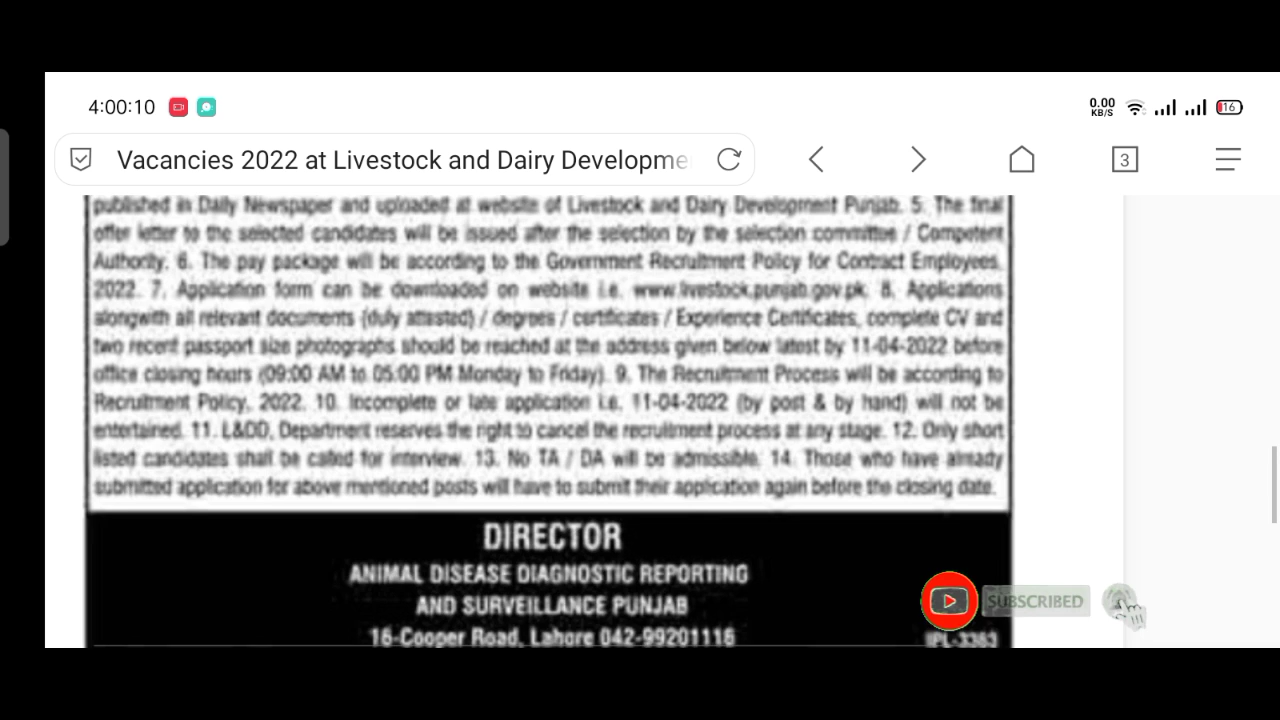 4:00:10
0.00
KB/S
16
Vacancies 2022 at Livestock and Dairy Developme
3
published in Daily Newspaper and uploaded at website of Livestock and Dairy Development Punjab. 5. The final
offer letter to the selected candidates will be issued after the selection by the selection committee / Competent
Authority. 6. The pay package will be according to the Government Recruitment Policy for Contract Employees,
2022. 7. Application form can be downloaded on website i.e. www.livestock.punjab.gov.pk. 8. Applications
alongwith all relevant documents (duly attested) / degrees / certificates / Experience Certificates, complete CV and
two recent passport size photographs should be reached at the address given below latest by 11-04-2022 before
office closing hours (09:00 AM to 05:00 PM Monday to Friday). 9. The Recruitment Process will be according to
Recruitment Policy, 2022. 10. Incomplete or late application i.e. 11-04-2022 (by post & by hand) will not be
entertained. 11. L&DD, Department reserves the right to cancel the recruitment process at any stage. 12. Only short
listed candidates shall be called for interview. 13. No TA / DA will be admissible. 14. Those who have already
submitted application for above mentioned posts will have to submit their application again before the closing date.
DIRECTOR
ANIMAL DISEASE DIAGNOSTIC REPORTING
AND SURVEILLANCE PUNJAB
16-Cooper Road, Lahore 042-99201116
IPL-3363
SUBSCRIBED